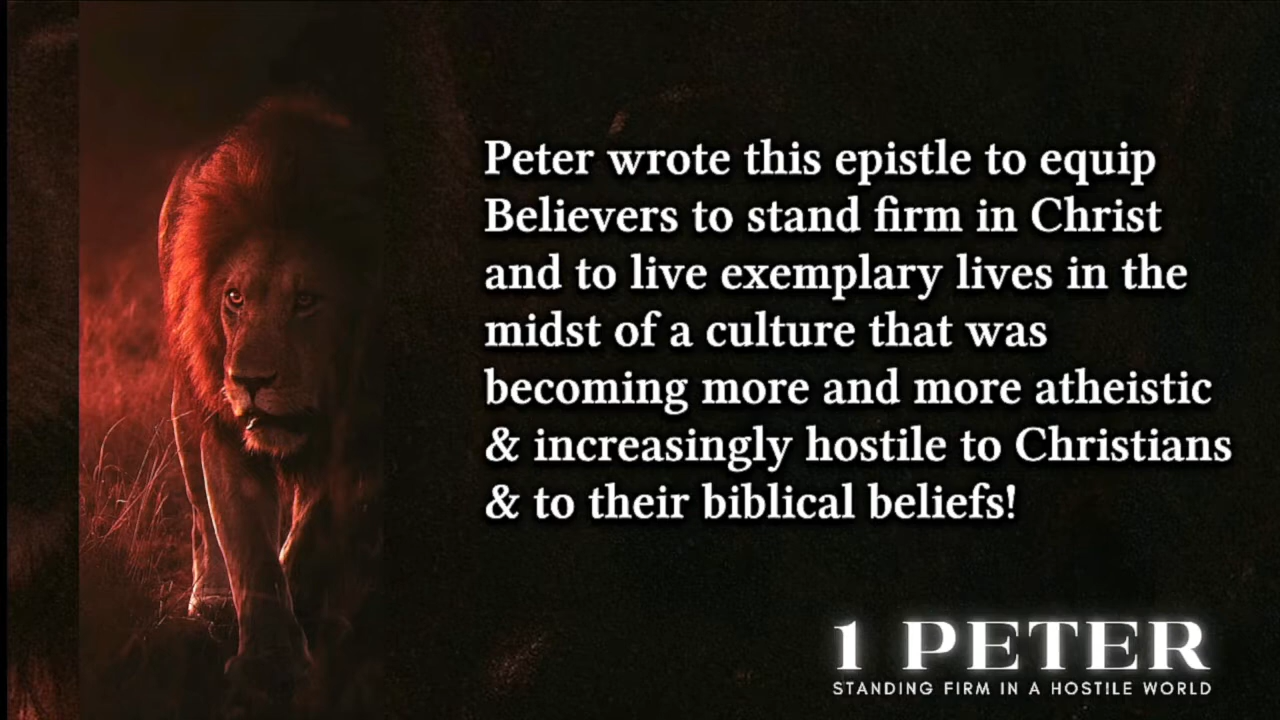 Peter wrote this epistle to equip
Believers to stand firm in Christ
and to live exemplary lives in the
midst of a culture that was
becoming more and more atheistic
& increasingly hostile to Christians
& to their biblical beliefs!
1 PETER
STANDING FIRM IN A HOSTILE WORLD